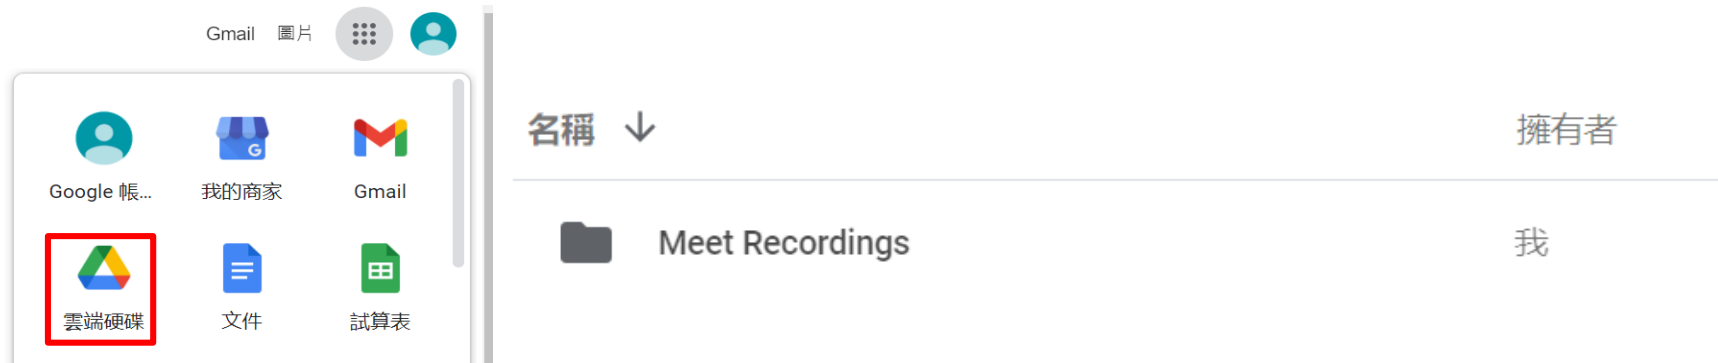 Gmail 圖片
Google 帳... 我的商家 Gmail
雲端硬碟 文件 試算表
名稱 擁有者
Meet Recordings 我